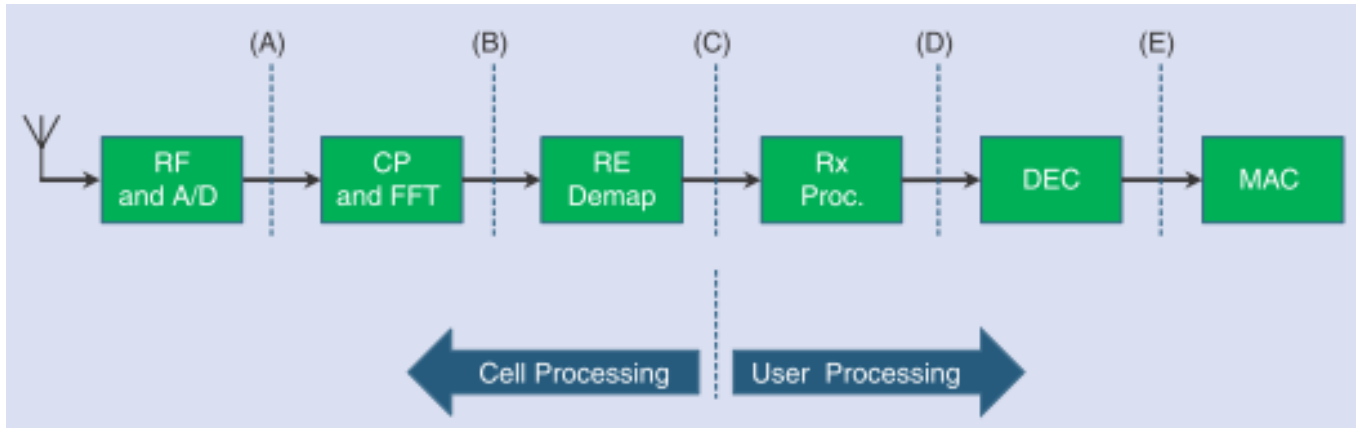 (A)
(B)
(C)
(D)
(E)
RF
and A/D
CP
and FFT
RE
Demap
Rx
Proc.
DEC
MAC
Cell Processing
User Processing